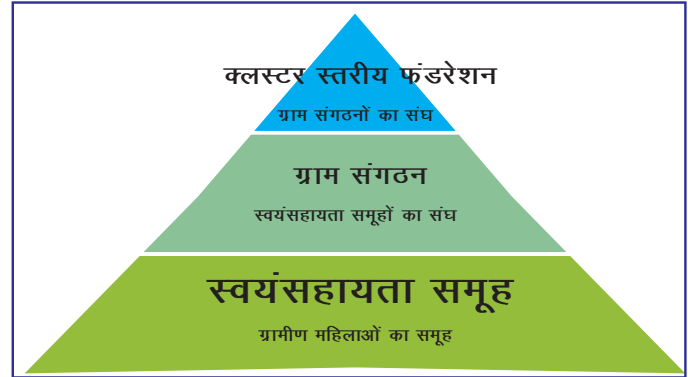 क्लस्टर स्तरीय फंडरेशन
ग्राम संगठनों का संघ
ग्राम संगठन
स्वयंसहायता समूहों का संघ
स्वयंसहायता समूह
ग्रामीण महिलाओं का समूह